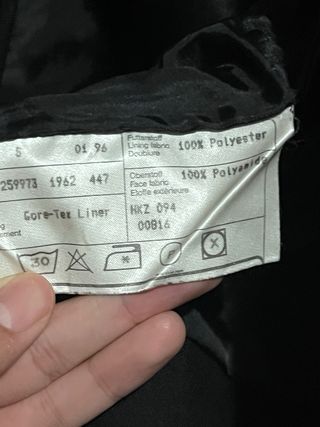 5 01 96
Futterstoff
Lining fabric 100% Polyester
Doublure
259973 1962 447
Oberstoff
Face fabric 100% Polyamide
Etoffe extérieure
Gore-Tex Liner
HKZ 094
00816
30